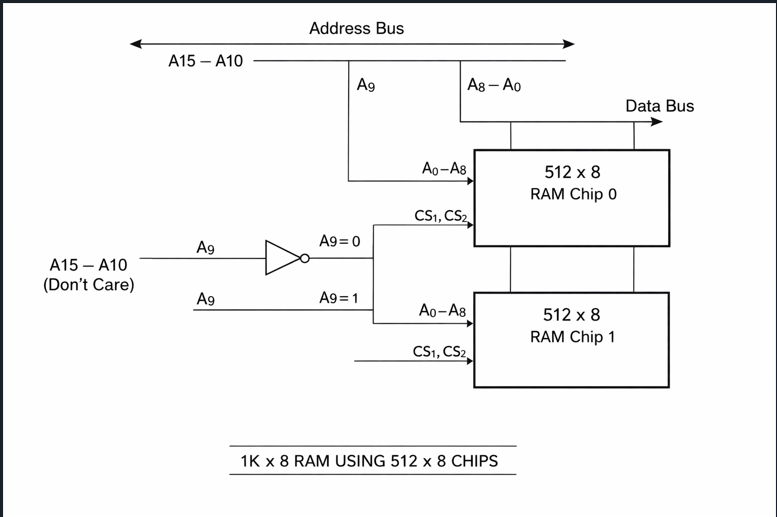 Address Bus
A15 – A10
A9
A8 – A0
Data Bus
A0–A8
512 x 8
RAM Chip 0
CS1, CS2
A9
A9 = 0
A15 – A10
(Don't Care)
A9
A9 = 1
A0–A8
512 x 8
RAM Chip 1
CS1, CS2
1K x 8 RAM USING 512 x 8 CHIPS